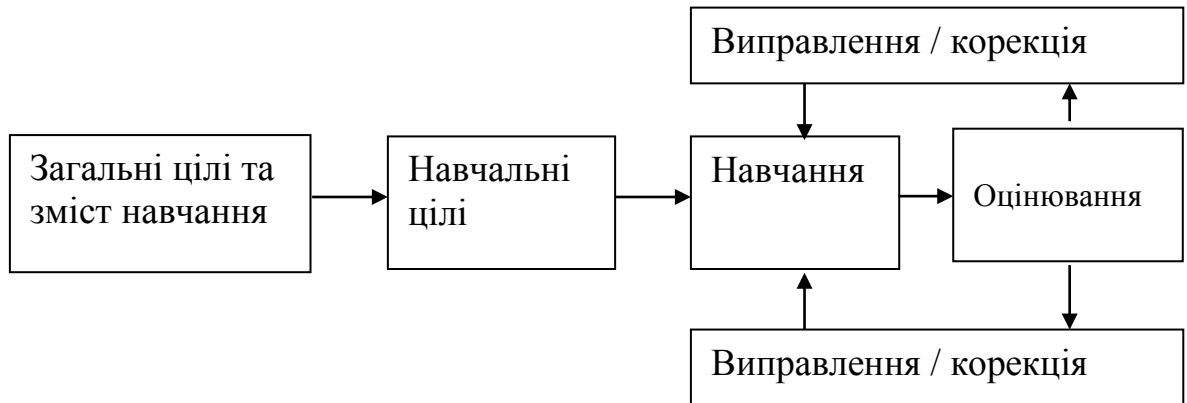 Виправлення / корекція
Загальні цілі та
зміст навчання
Навчальні
цілі
Навчання
Оцінювання
Виправлення / корекція